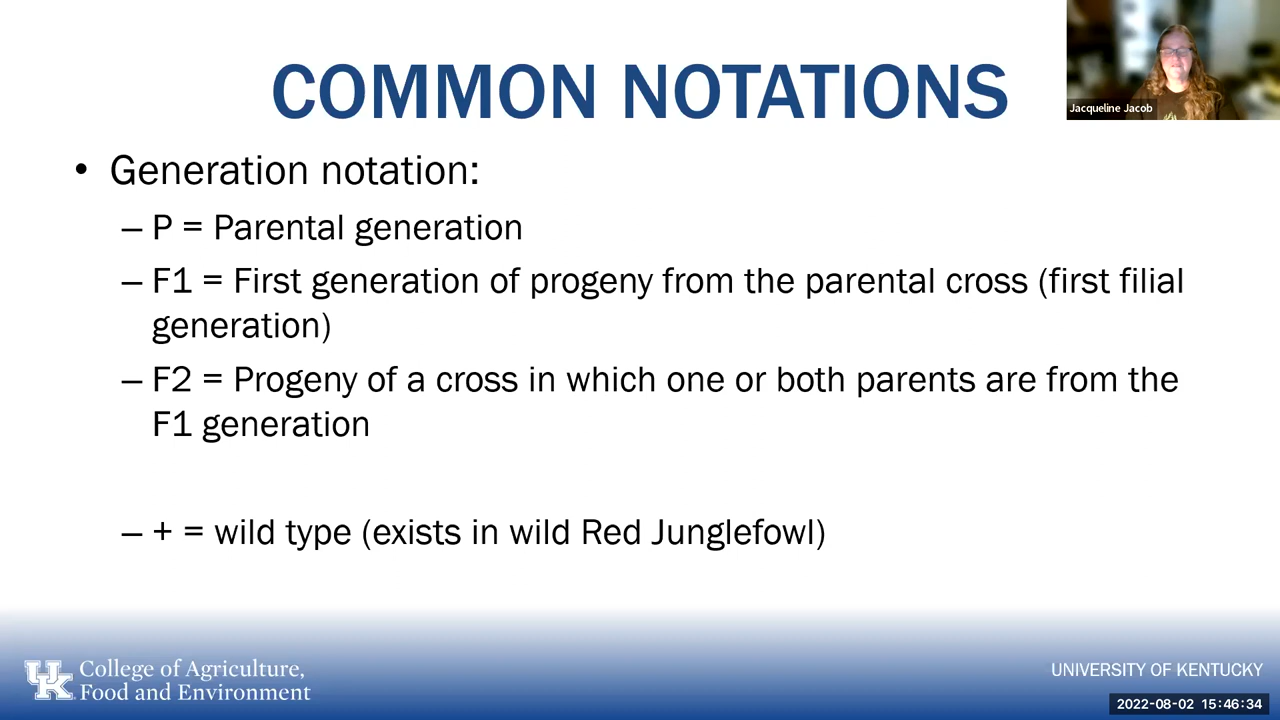 COMMON NOTATIONS
Jacqueline Jacob
• Generation notation:
– P = Parental generation
– F1 = First generation of progeny from the parental cross (first filial
generation)
– F2 = Progeny of a cross in which one or both parents are from the
F1 generation
– + = wild type (exists in wild Red Junglefowl)
UK
College of Agriculture,
Food and Environment
UNIVERSITY OF KENTUCKY
2022-08-02 15:46:34